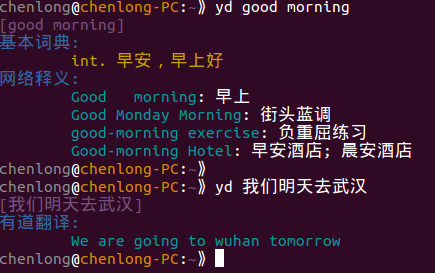 chenlong@chenlong-PC:~⟫ yd good morning
[good morning]
基本词典:
int. 早安，早上好
网络释义:
Good   morning: 早上
Good Monday Morning: 街头蓝调
good-morning exercise: 负重屈练习
Good-morning Hotel: 早安酒店; 晨安酒店
chenlong@chenlong-PC:~⟫
chenlong@chenlong-PC:~⟫ yd 我们明天去武汉
[我们明天去武汉]
有道翻译:
We are going to wuhan tomorrow
chenlong@chenlong-PC:~⟫